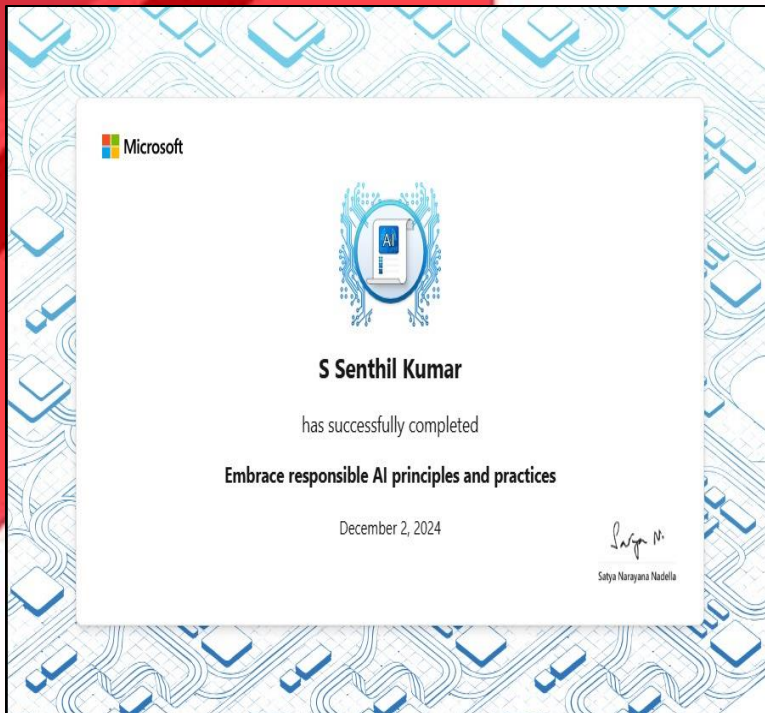 Microsoft
AI
S Senthil Kumar
has successfully completed
Embrace responsible AI principles and practices
December 2, 2024
Satya N.
Satya Narayana Nadella